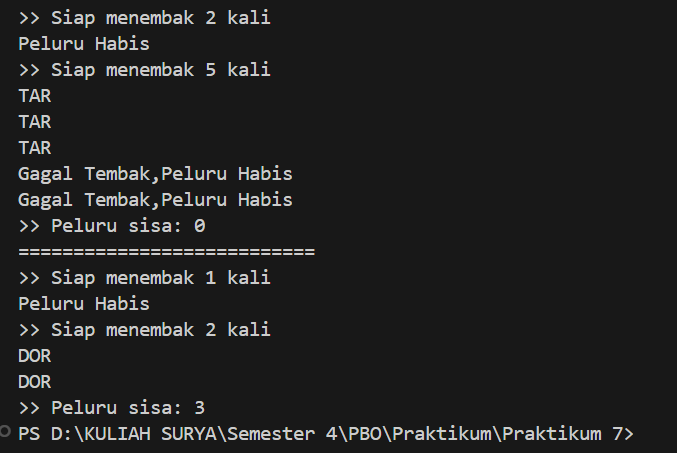 >> Siap menembak 2 kali
Peluru Habis
>> Siap menembak 5 kali
TAR
TAR
TAR
Gagal Tembak,Peluru Habis
Gagal Tembak,Peluru Habis
>> Peluru sisa: 0
===========================
>> Siap menembak 1 kali
Peluru Habis
>> Siap menembak 2 kali
DOR
DOR
>> Peluru sisa: 3
PS D:\KULIAH SURYA\Semester 4\PBO\Praktikum\Praktikum 7>